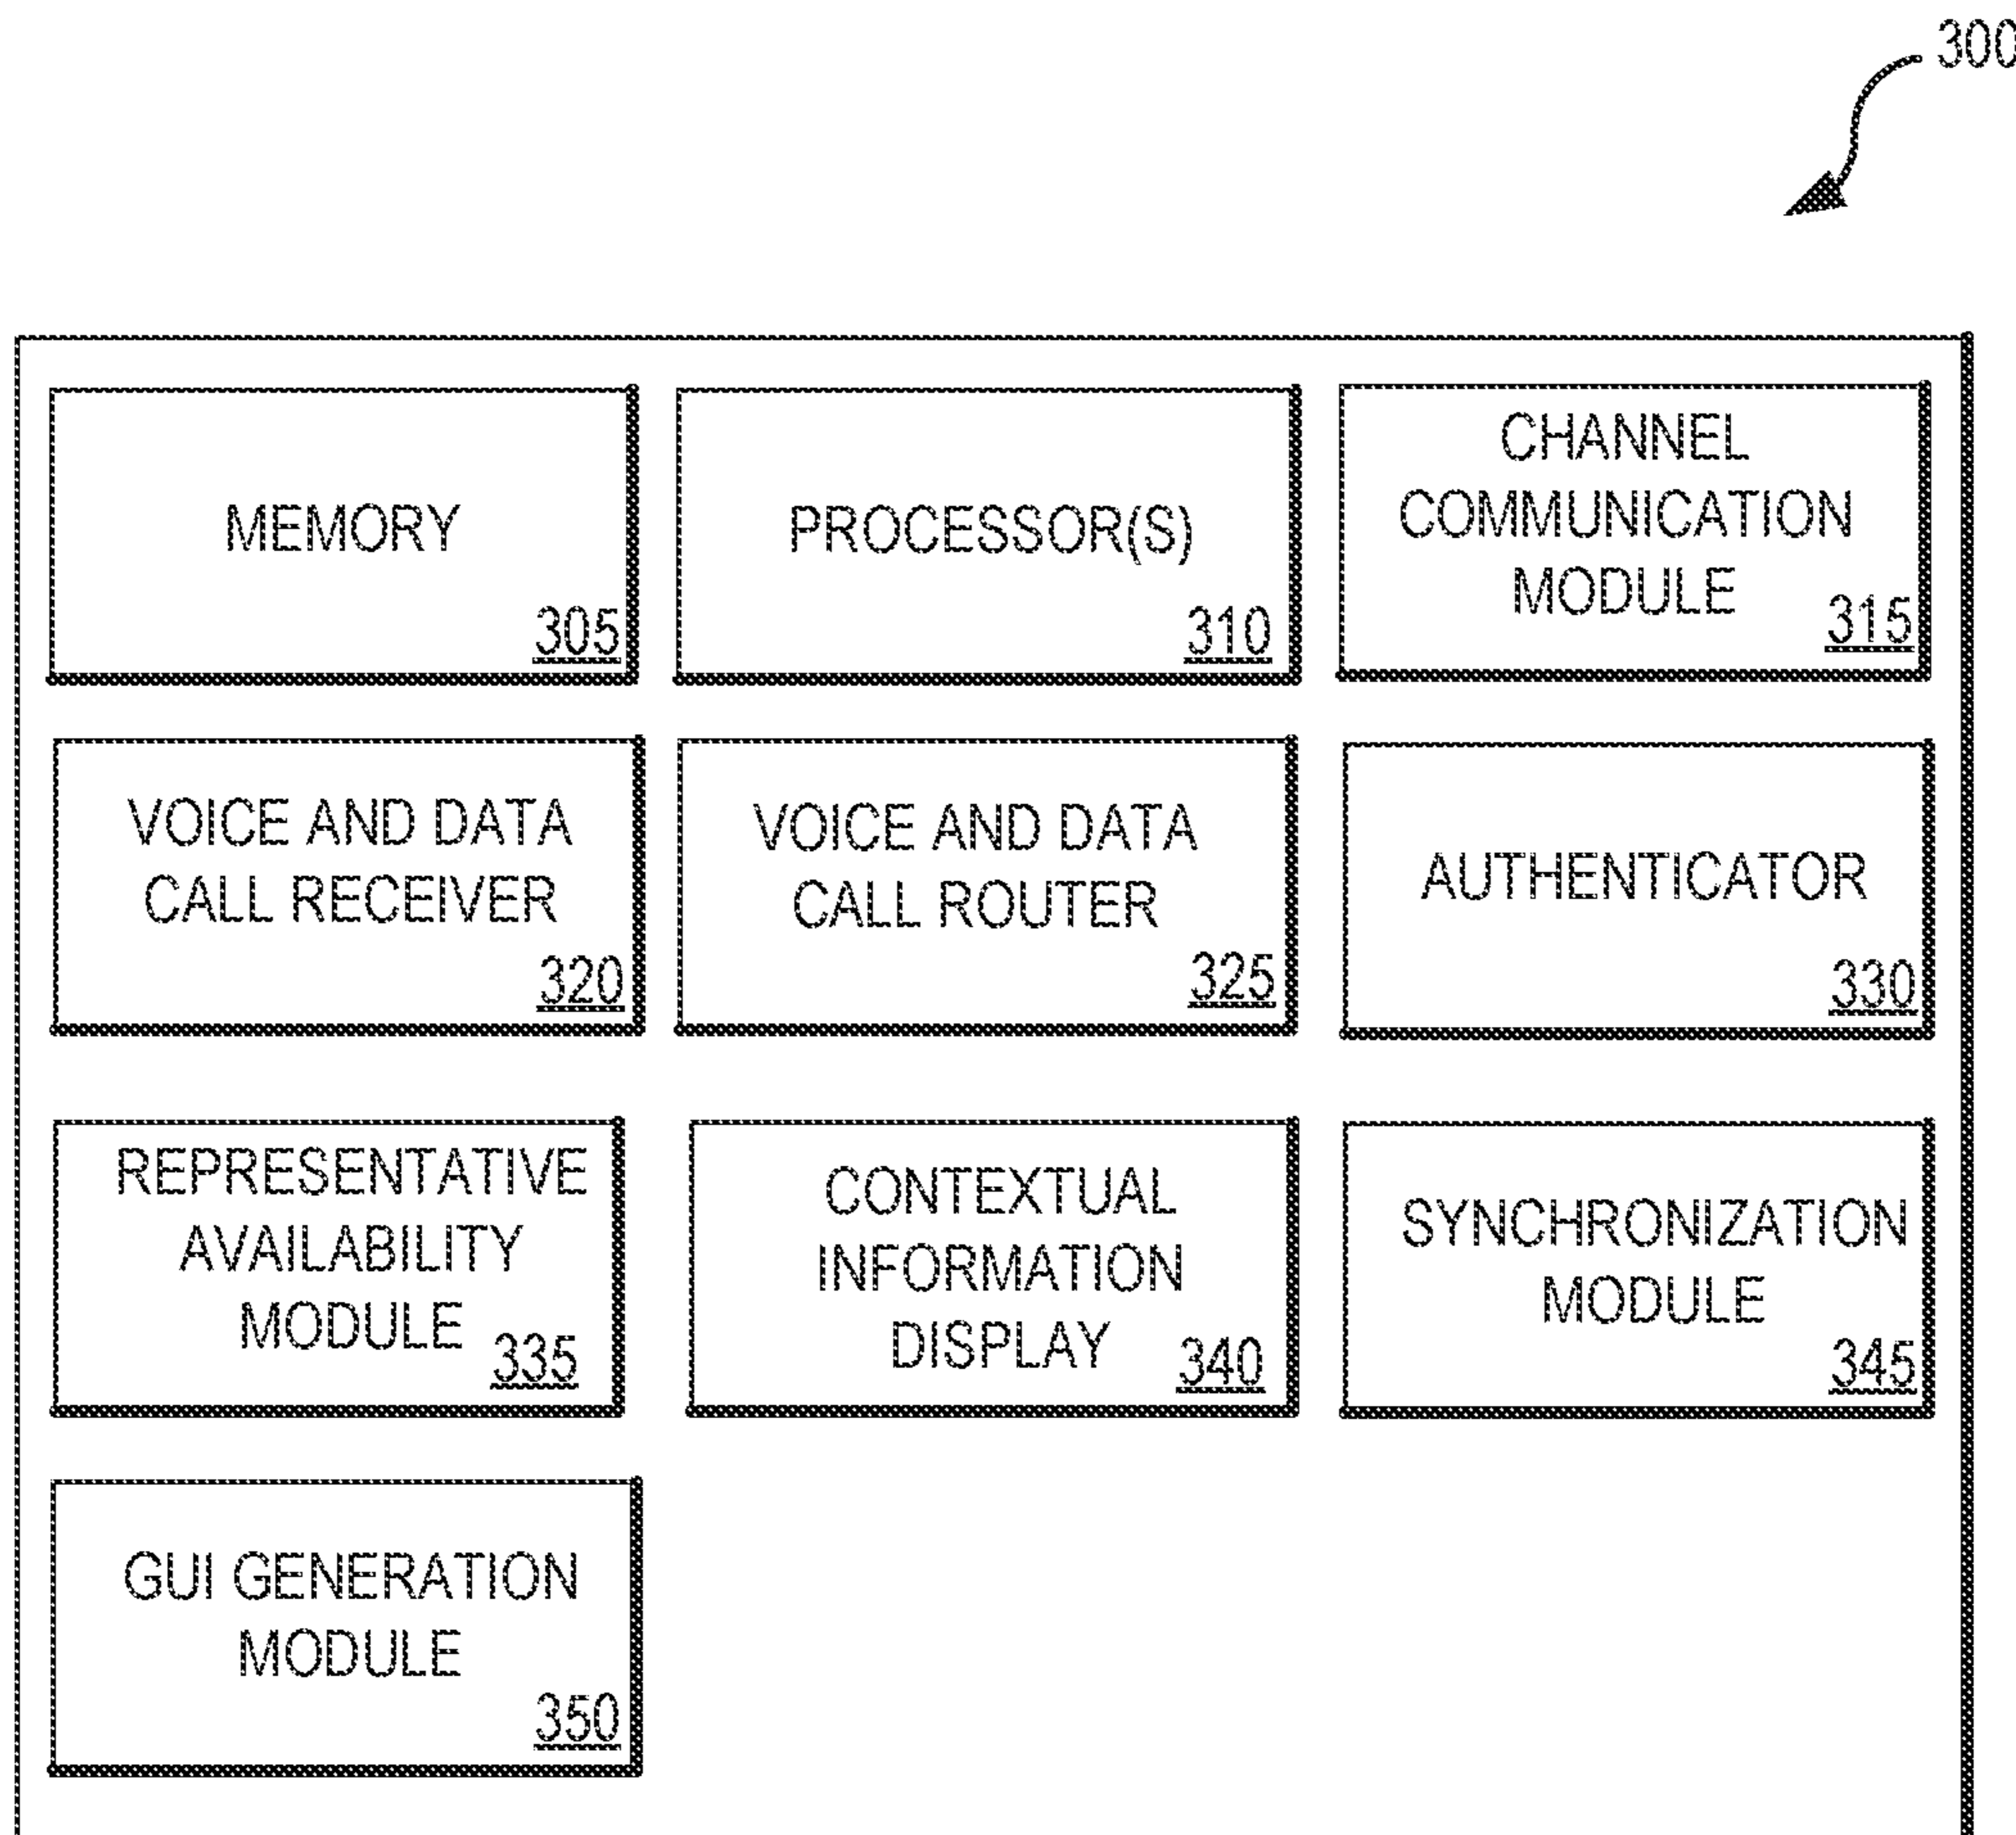 300
MEMORY
305
PROCESSOR(S)
310
CHANNEL
COMMUNICATION
MODULE
315
VOICE AND DATA
CALL RECEIVER
320
VOICE AND DATA
CALL ROUTER
325
AUTHENTICATOR
330
REPRESENTATIVE
AVAILABILITY
MODULE
335
CONTEXTUAL
INFORMATION
DISPLAY
340
SYNCHRONIZATION
MODULE
345
GUI GENERATION
MODULE
350